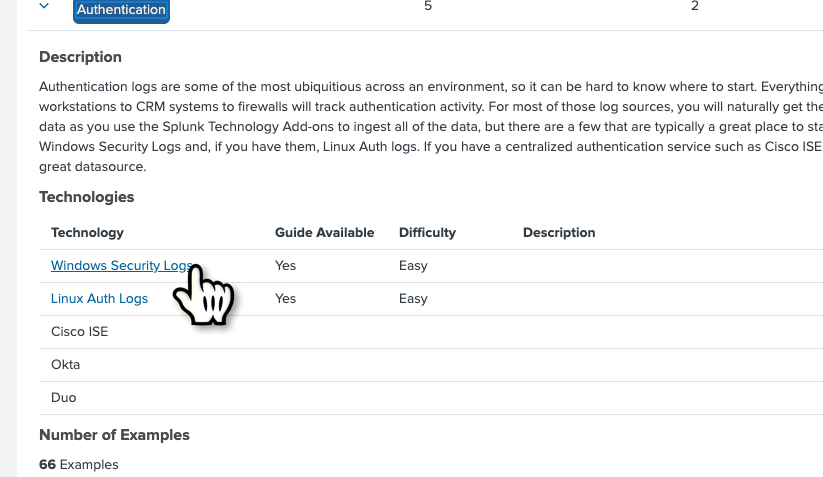 Authentication 5 2
Description
Authentication logs are some of the most ubiquitious across an environment, so it can be hard to know where to start. Everything
workstations to CRM systems to firewalls will track authentication activity. For most of those log sources, you will naturally get the
data as you use the Splunk Technology Add-ons to ingest all of the data, but there are a few that are typically a great place to sta
Windows Security Logs and, if you have them, Linux Auth logs. If you have a centralized authentication service such as Cisco ISE
great datasource.
Technologies
Technology Guide Available Difficulty Description
Windows Security Logs Yes Easy
Linux Auth Logs Yes Easy
Cisco ISE
Okta
Duo
Number of Examples
66 Examples